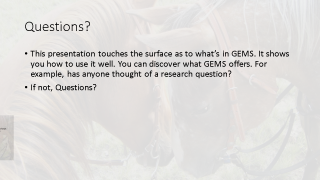 Questions?
• This presentation touches the surface as to what's in GEMS. It shows
you how to use it well. You can discover what GEMS offers. For
example, has anyone thought of a research question?
• If not, Questions?